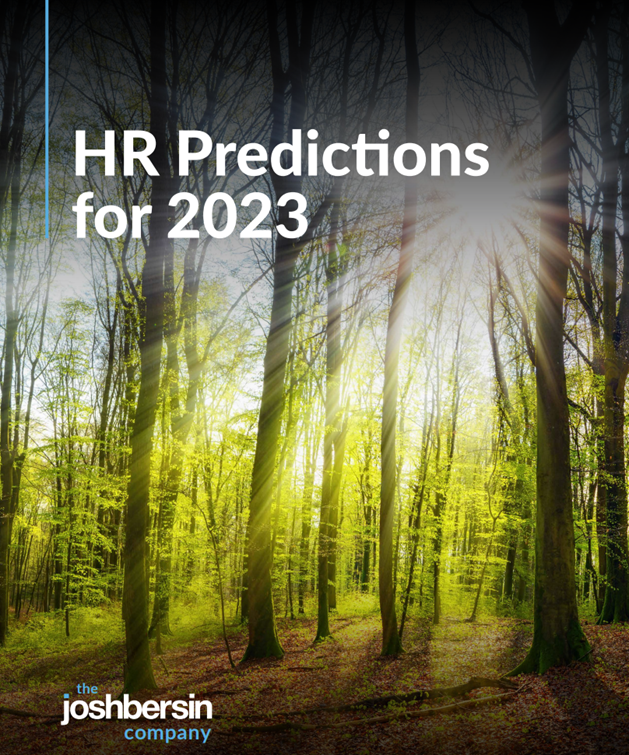 HR Predictions
for 2023
the
joshbersin
company